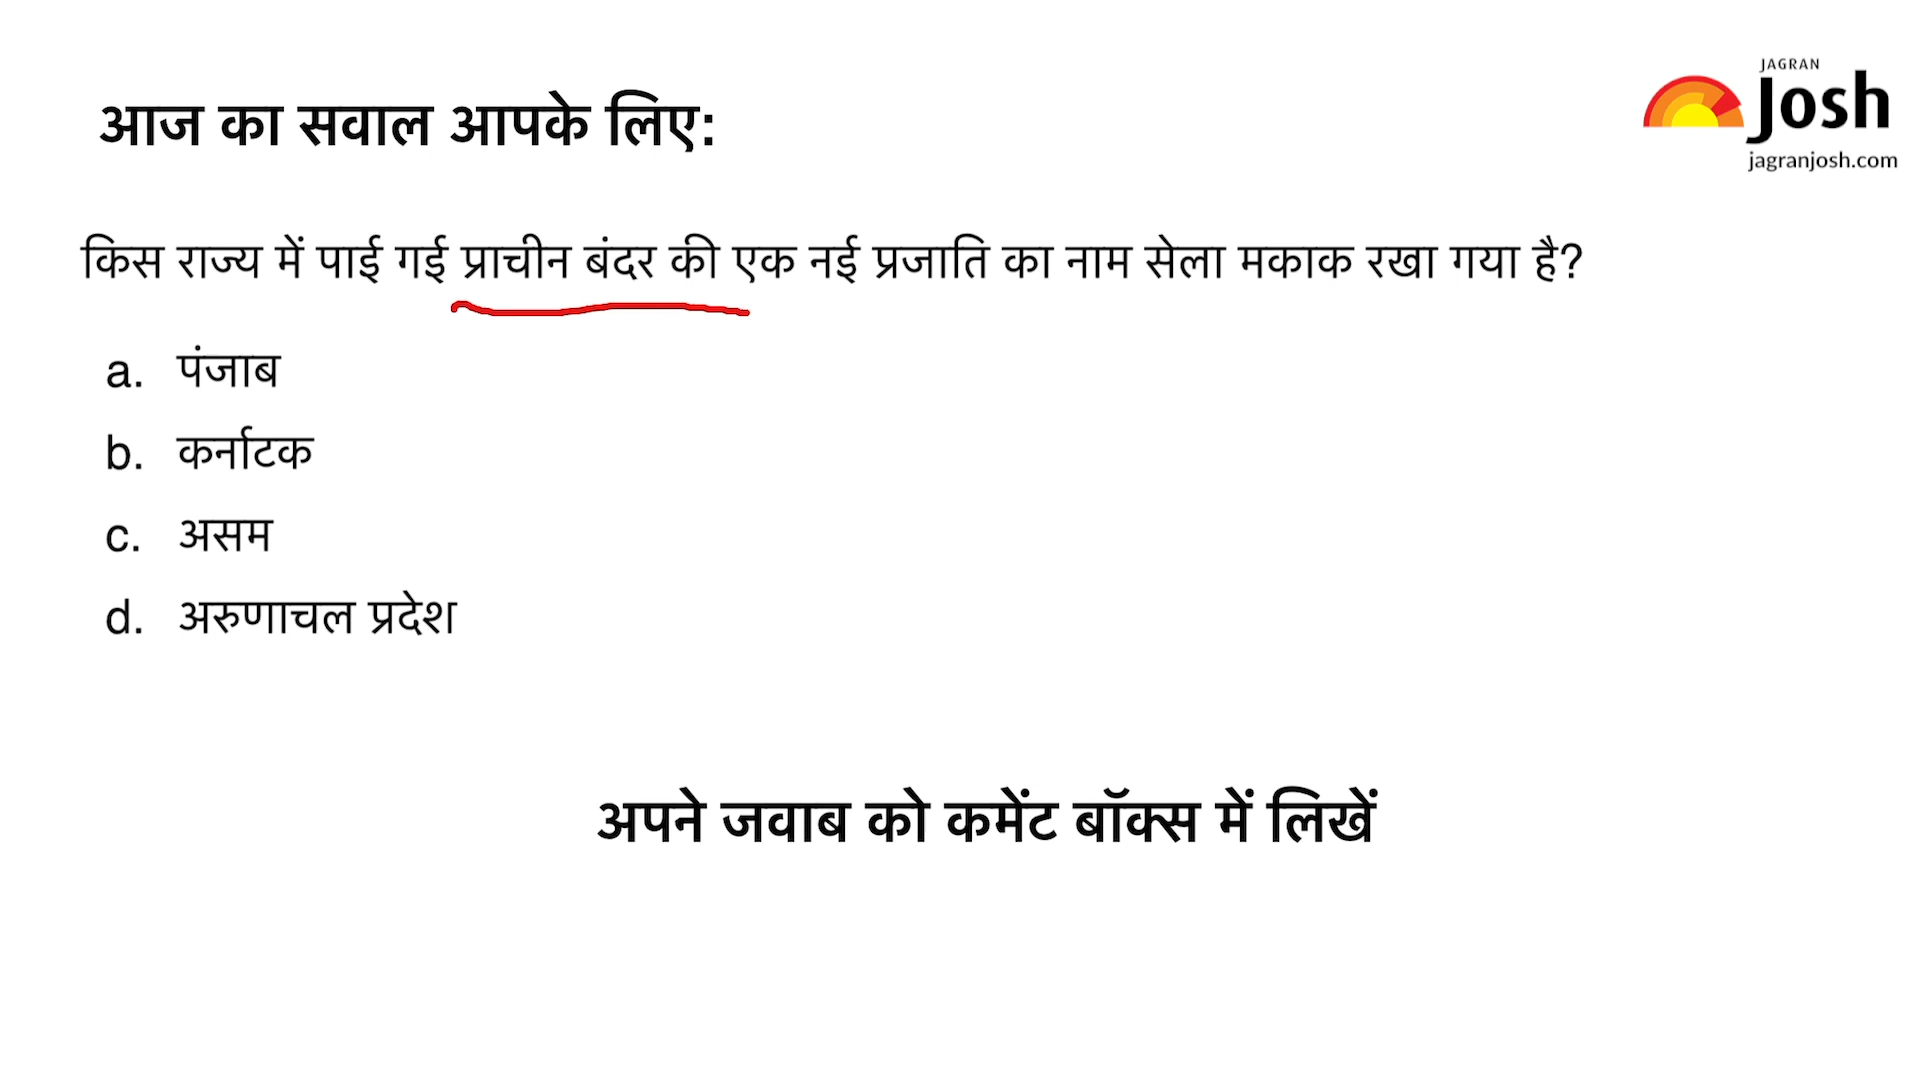 JAGRAN
Josh
jagranjosh.com
आज का सवाल आपके लिए:
किस राज्य में पाई गई प्राचीन बंदर की एक नई प्रजाति का नाम सेला मकाक रखा गया है?
a. पंजाब
b. कर्नाटक
c. असम
d. अरुणाचल प्रदेश
अपने जवाब को कमेंट बॉक्स में लिखें